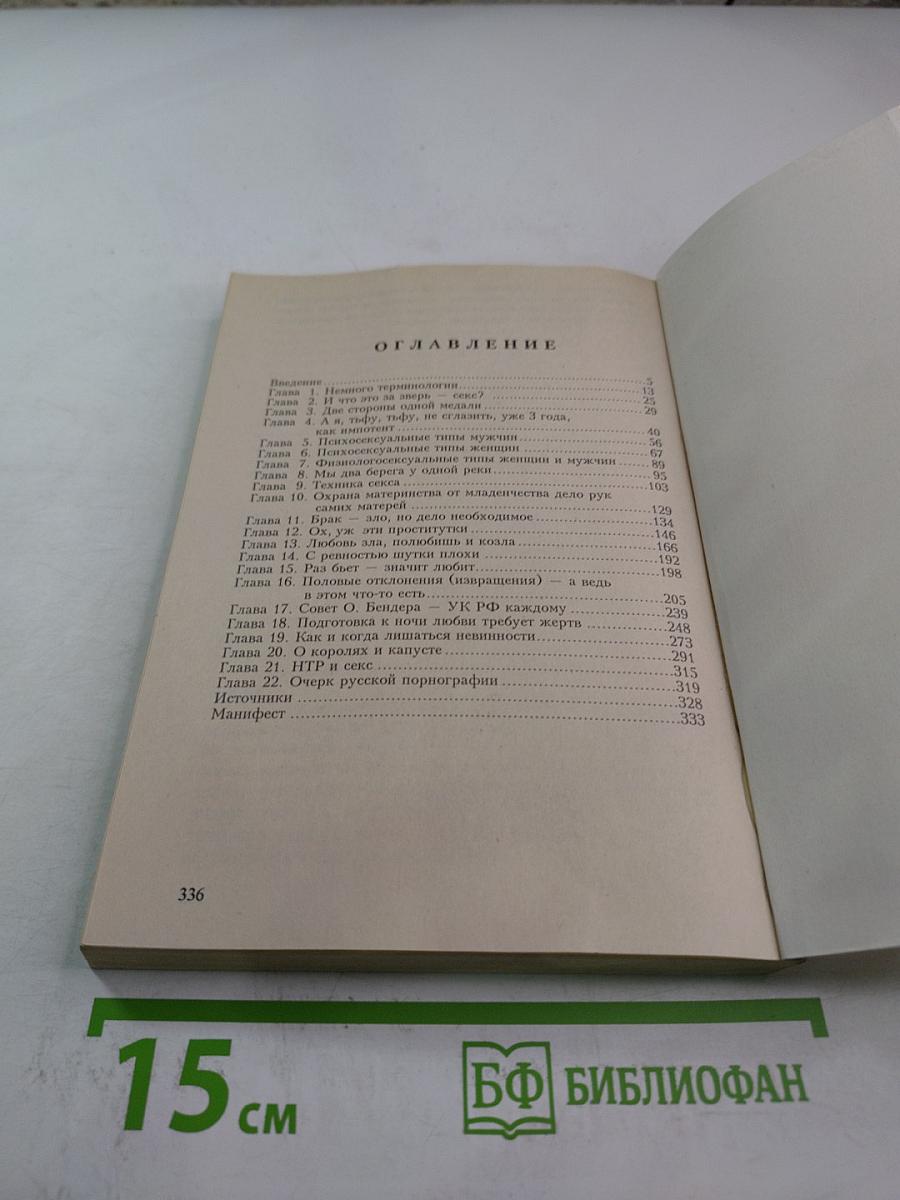 ОГЛАВЛЕНИЕ
Введение.....5
Глава 1. Немного терминологии.....13
Глава 2. И что это за зверь — секс? .....25
Глава 3. Две стороны одной медали.....29
Глава 4. А я, тьфу, тьфу, не сглазить, уже 3 года,
как импотент.....40
Глава 5. Психосексуальные типы мужчин.....56
Глава 6. Психосексуальные типы женщин.....67
Глава 7. Физиологосексуальные типы женщин и мужчин.....89
Глава 8. Мы два берега у одной реки.....95
Глава 9. Техника секса.....103
Глава 10. Охрана материнства от младенчества дело рук
самих матерей.....129
Глава 11. Брак — зло, но дело необходимое.....134
Глава 12. Ох, уж эти проститутки.....146
Глава 13. Любовь зла, полюбишь и козла.....166
Глава 14. С ревностью шутки плохи.....192
Глава 15. Раз бьет — значит любит.....198
Глава 16. Половые отклонения (извращения) — а ведь
в этом что-то есть.....205
Глава 17. Совет О. Бендера — УК РФ каждому.....239
Глава 18. Подготовка к ночи любви требует жертв.....248
Глава 19. Как и когда лишаться невинности.....273
Глава 20. О королях и капусте.....291
Глава 21. НТР и секс.....315
Глава 22. Очерк русской порнографии.....319
Источники.....328
Манифест.....333
336
15 см
БФ БИБЛИОФАН